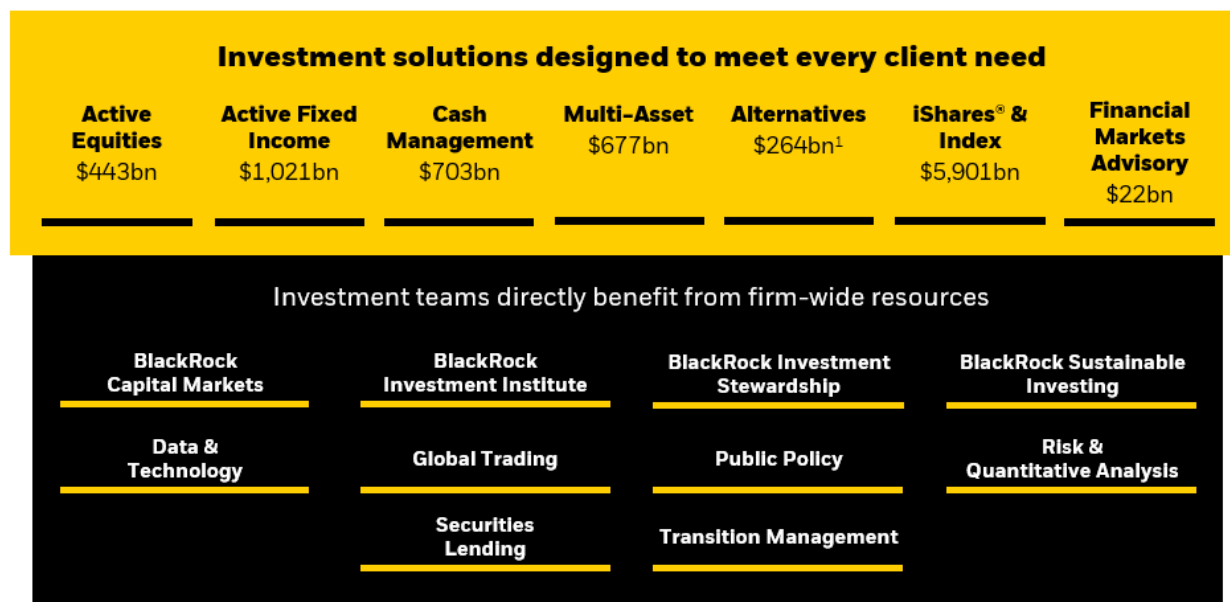 Investment solutions designed to meet every client need
Active
Equities
$443bn
Active Fixed
Income
$1,021bn
Cash
Management
$703bn
Multi-Asset
$677bn
Alternatives
$264bn¹
iShares® &
Index
$5,901bn
Financial
Markets
Advisory
$22bn
Investment teams directly benefit from firm-wide resources
BlackRock
Capital Markets
BlackRock
Investment Institute
BlackRock Investment
Stewardship
BlackRock Sustainable
Investing
Data &
Technology
Global Trading
Public Policy
Risk &
Quantitative Analysis
Securities
Lending
Transition Management